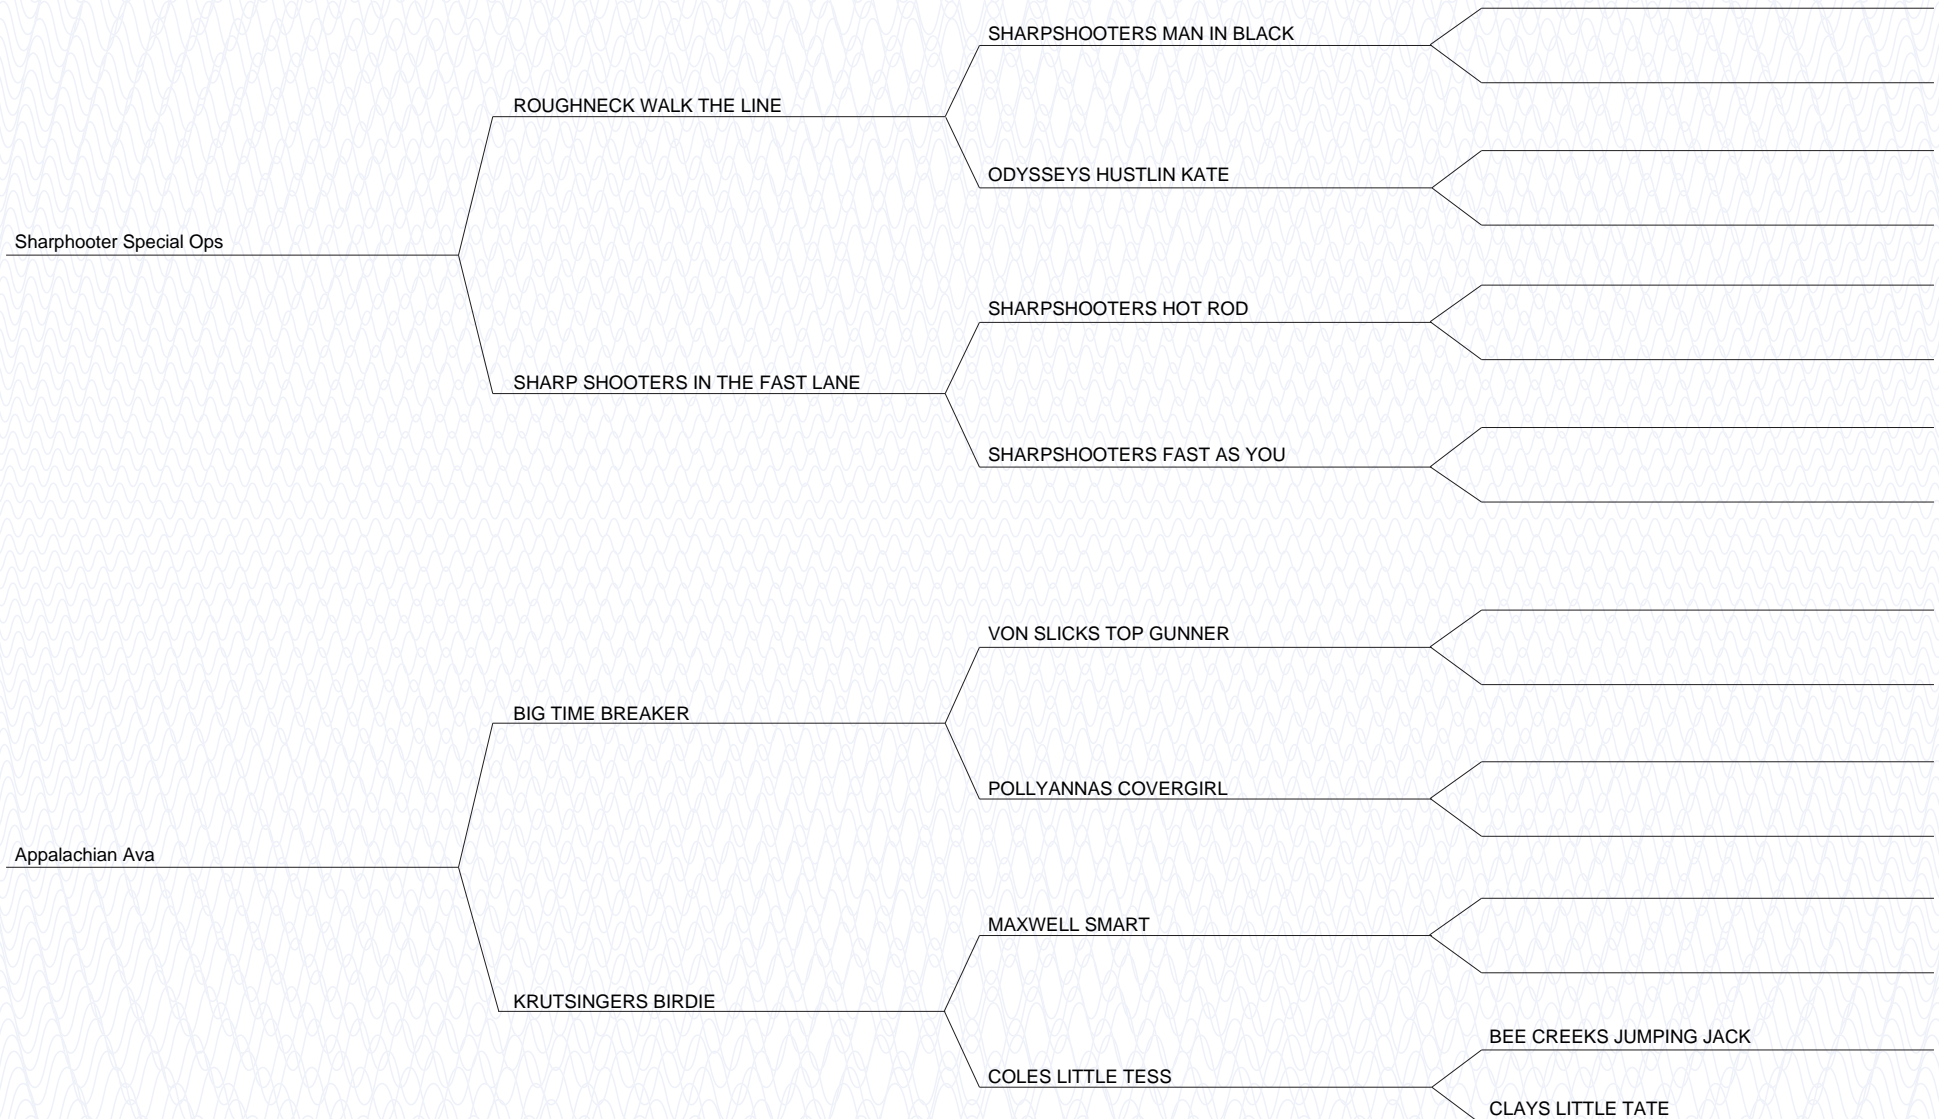 SHARPSHOOTERS MAN IN BLACK
ROUGHNECK WALK THE LINE
ODYSSEYS HUSTLIN KATE
Sharphooter Special Ops
SHARPSHOOTERS HOT ROD
SHARP SHOOTERS IN THE FAST LANE
SHARPSHOOTERS FAST AS YOU
VON SLICKS TOP GUNNER
BIG TIME BREAKER
POLLYANNAS COVERGIRL
Appalachian Ava
MAXWELL SMART
KRUTSINGERS BIRDIE
BEE CREEKS JUMPING JACK
COLES LITTLE TESS
CLAYS LITTLE TATE